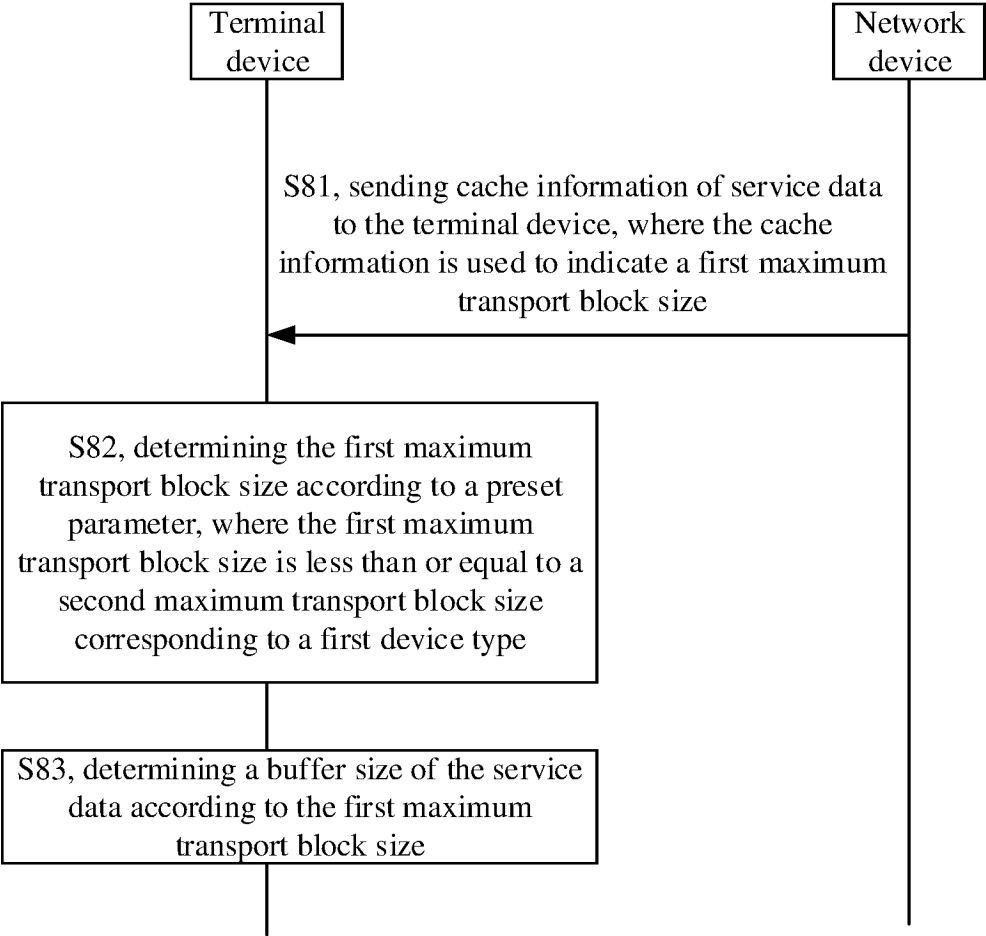 Terminal
device
Network
device
S81, sending cache information of service data
to the terminal device, where the cache
information is used to indicate a first maximum
transport block size
S82, determining the first maximum
transport block size according to a preset
parameter, where the first maximum
transport block size is less than or equal to a
second maximum transport block size
corresponding to a first device type
S83, determining a buffer size of the service
data according to the first maximum
transport block size